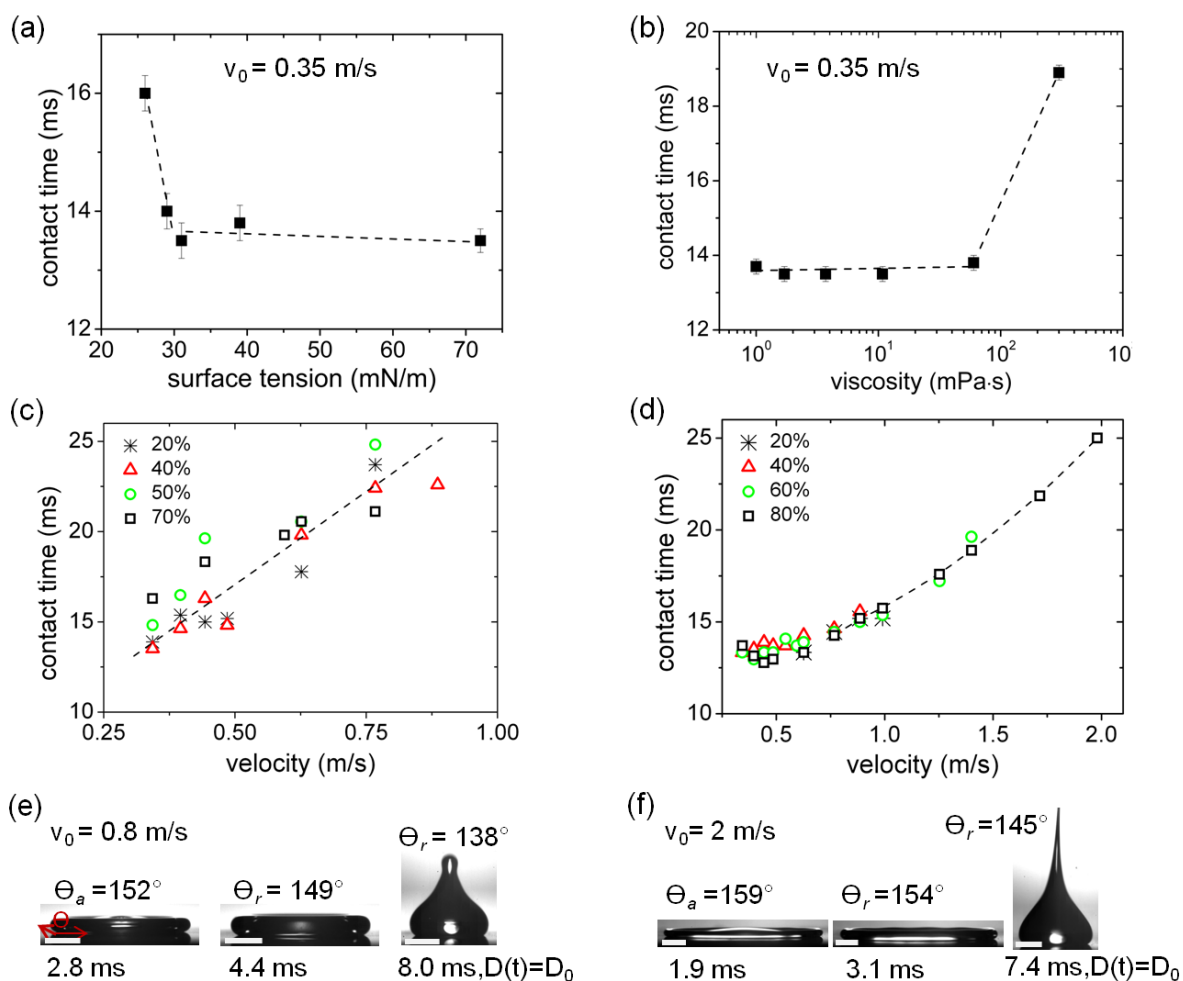 (a)
v0 = 0.35 m/s
contact time (ms)
16
14
12
20 30 40 50 60 70
surface tension (mN/m)
(b)
v0 = 0.35 m/s
contact time (ms)
20
18
16
14
12
10^0 10^1 10^2 10
viscosity (mPa·s)
(c)
20%
40%
50%
70%
contact time (ms)
25
20
15
10
0.25 0.50 0.75 1.00
velocity (m/s)
(d)
20%
40%
60%
80%
contact time (ms)
25
20
15
10
0.5 1.0 1.5 2.0
velocity (m/s)
(e)
v0 = 0.8 m/s
Θr = 138°
Θa = 152°
Θr = 149°
Θ
2.8 ms
4.4 ms
8.0 ms,D(t)=D0
(f)
v0 = 2 m/s
Θr = 145°
Θa = 159°
Θr = 154°
1.9 ms
3.1 ms
7.4 ms,D(t)=D0